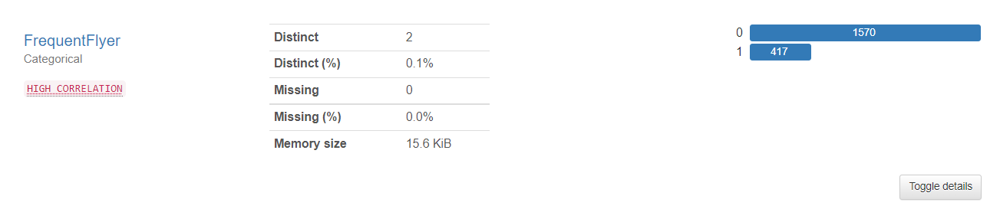 FrequentFlyer
Categorical
HIGH CORRELATION
Distinct 2
Distinct (%) 0.1%
Missing 0
Missing (%) 0.0%
Memory size 15.6 KiB
0 1570
1 417
Toggle details